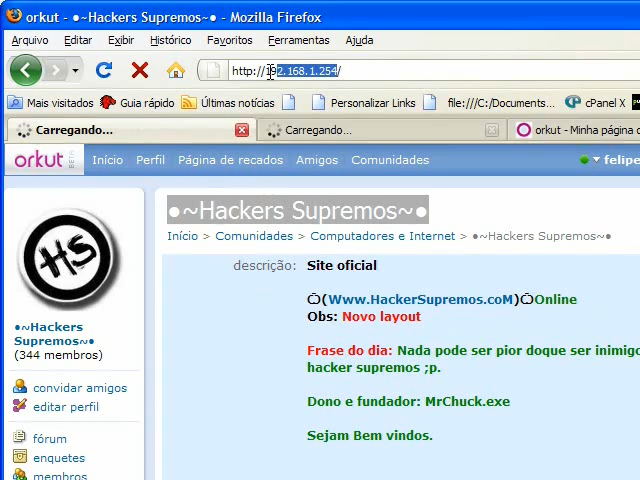 orkut - •~Hackers Supremos~• - Mozilla Firefox
Arquivo Editar Exibir Histórico Favoritos Ferramentas Ajuda
http://192.168.1.254/
Mais visitados Guia rápido Últimas notícias Personalizar Links file:///C:/Documents... cPanel X
Carregando... Carregando... orkut - Minha página
orkut BETA Início Perfil Página de recados Amigos Comunidades felipe
•~Hackers Supremos~•
Início > Comunidades > Computadores e Internet > •~Hackers Supremos~•
HS
•~Hackers
Supremos~•
(344 membros)
convidar amigos
editar perfil
fórum
enquetes
membros
descrição: Site oficial
(Www.HackerSupremos.coM)Online
Obs: Novo layout
Frase do dia: Nada pode ser pior doque ser inimigo
hacker supremos ;p.
Dono e fundador: MrChuck.exe
Sejam Bem vindos.